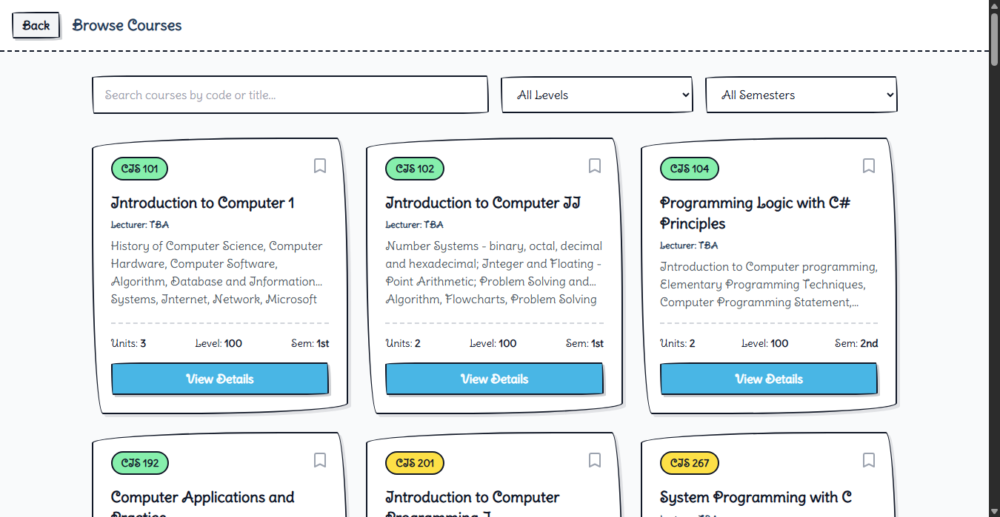 Back
Browse Courses
Search courses by code or title...
All Levels
All Semesters
CIS 101
Introduction to Computer 1
Lecturer: TBA
History of Computer Science, Computer
Hardware, Computer Software,
Algorithm, Database and Information...
Systems, Internet, Network, Microsoft
Units: 3 Level: 100 Sem: 1st
View Details
CIS 102
Introduction to Computer II
Lecturer: TBA
Number Systems - binary, octal, decimal
and hexadecimal; Integer and Floating -
Point Arithmetic; Problem Solving and...
Algorithm, Flowcharts, Problem Solving
Units: 2 Level: 100 Sem: 1st
View Details
CIS 104
Programming Logic with C#
Principles
Lecturer: TBA
Introduction to Computer programming,
Elementary Programming Techniques,
Computer Programming Statement,...
Units: 2 Level: 100 Sem: 2nd
View Details
CIS 192
Computer Applications and
Practice
CIS 201
Introduction to Computer
Programming I
CIS 267
System Programming with C